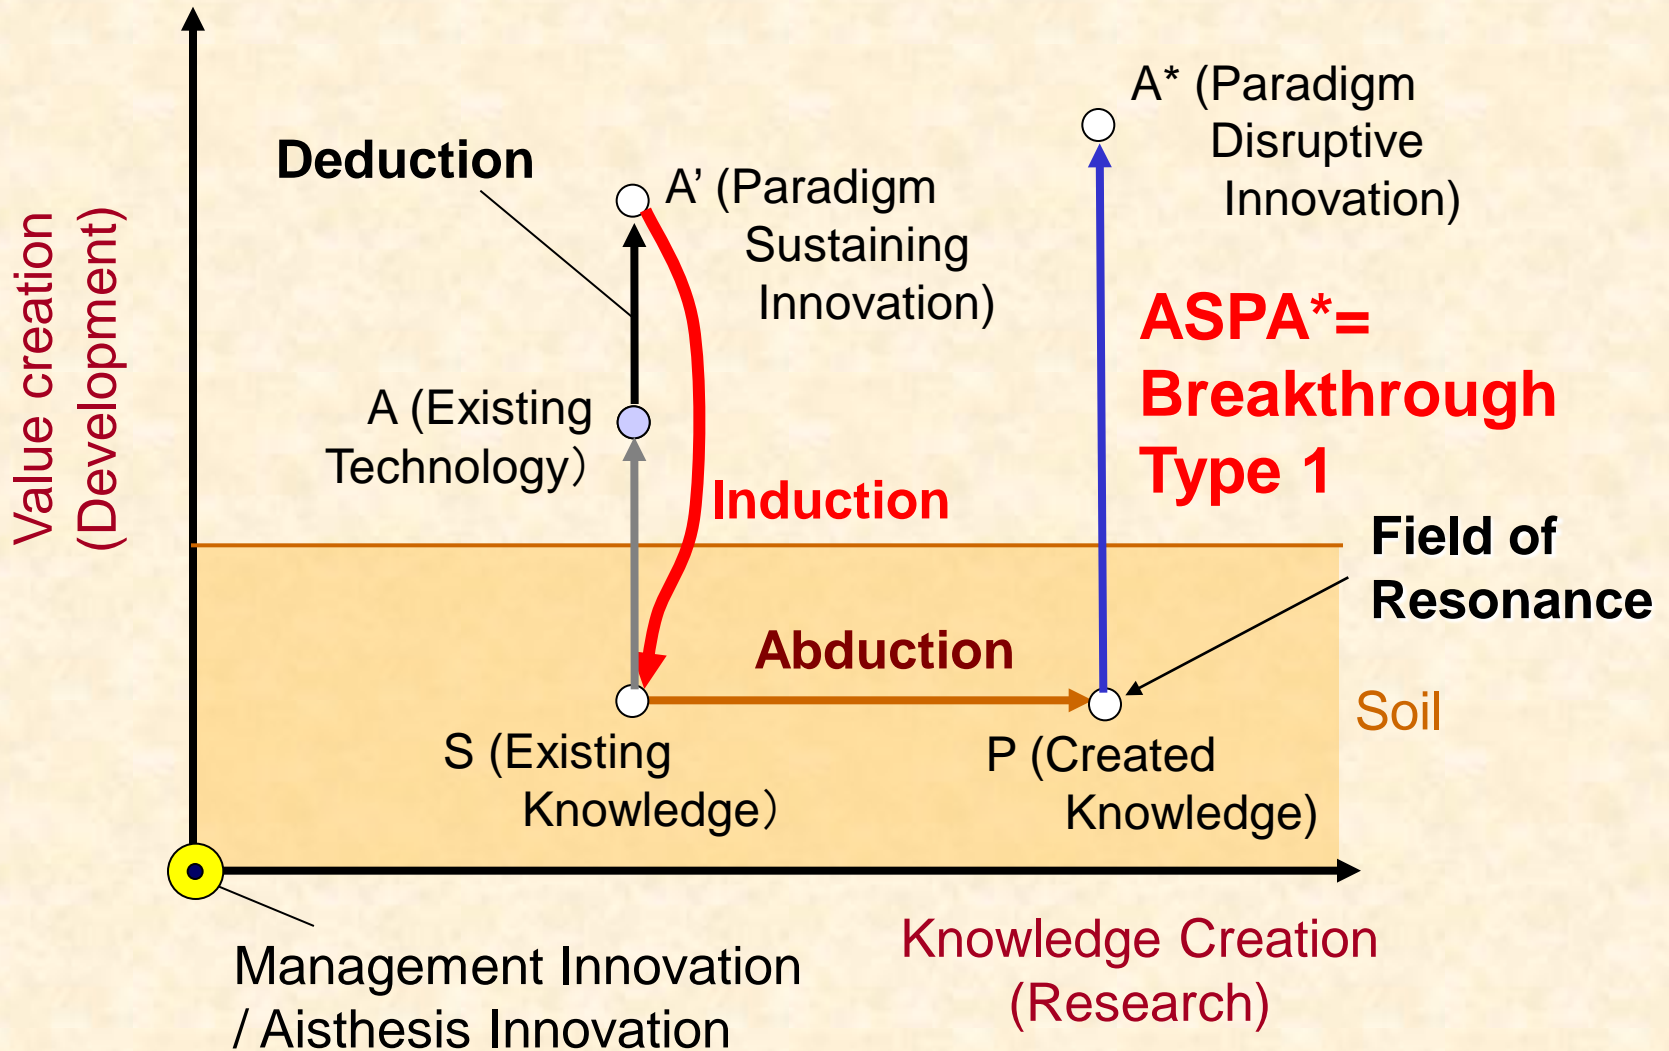 A* (Paradigm
Disruptive
Innovation)
Deduction
A’ (Paradigm
Sustaining
Innovation)
Value creation
(Development)
ASPA*=
Breakthrough
Type 1
A (Existing
Technology）
Induction
Field of
Resonance
Abduction
Soil
S (Existing
Knowledge）
P (Created
Knowledge)
Management Innovation
/ Aisthesis Innovation
Knowledge Creation
(Research)